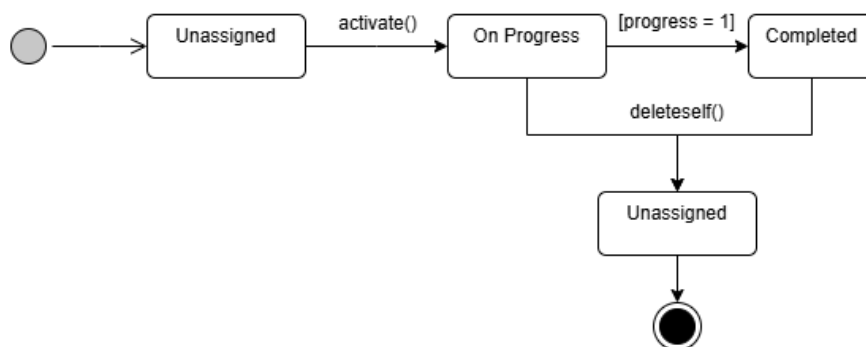 Unassigned
activate()
On Progress
[progress = 1]
Completed
deleteself()
Unassigned